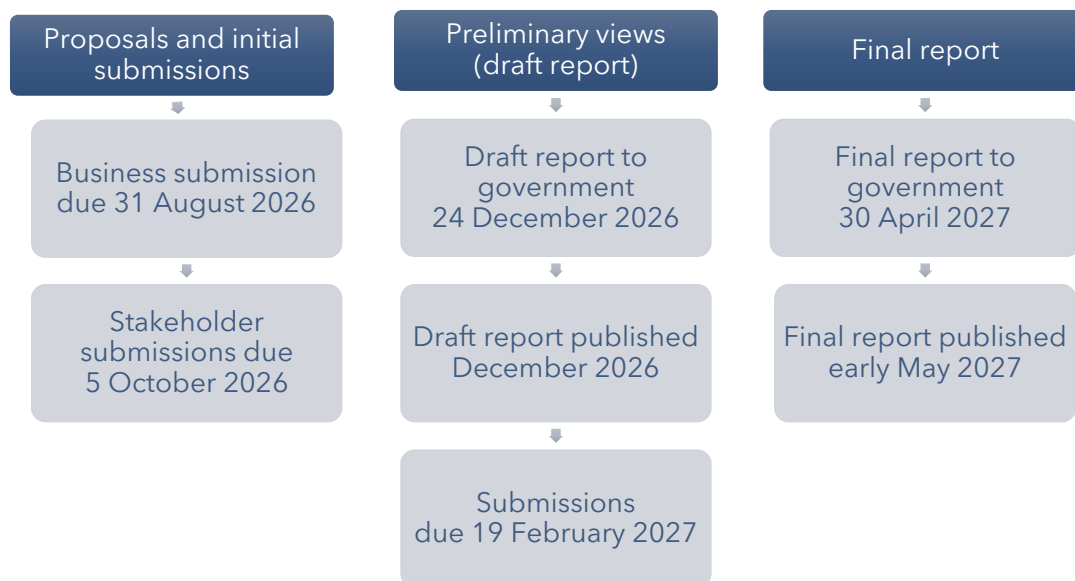 Proposals and initial
submissions
Business submission
due 31 August 2026
Stakeholder
submissions due
5 October 2026
Preliminary views
(draft report)
Draft report to
government
24 December 2026
Draft report published
December 2026
Submissions
due 19 February 2027
Final report
Final report to
government
30 April 2027
Final report published
early May 2027